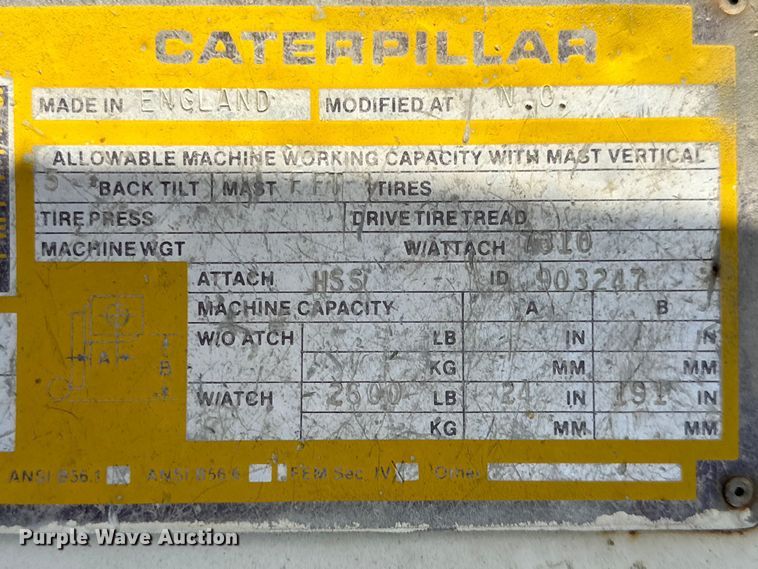 CATERPILLAR
MADE IN ENGLAND MODIFIED AT N.C.
ALLOWABLE MACHINE WORKING CAPACITY WITH MAST VERTICAL
5 BACK TILT MAST TIRES
TIRE PRESS DRIVE TIRE TREAD
MACHINE WGT W/ATTACH
ATTACH HSS ID 903247
MACHINE CAPACITY A B
W/O ATCH LB IN IN
KG MM MM
W/ATCH 2600 LB 24 IN 191 IN
KG MM MM
A
B
ANSI B56.1 ANSI B56.6 FEM Sec. IV Other
Purple Wave Auction